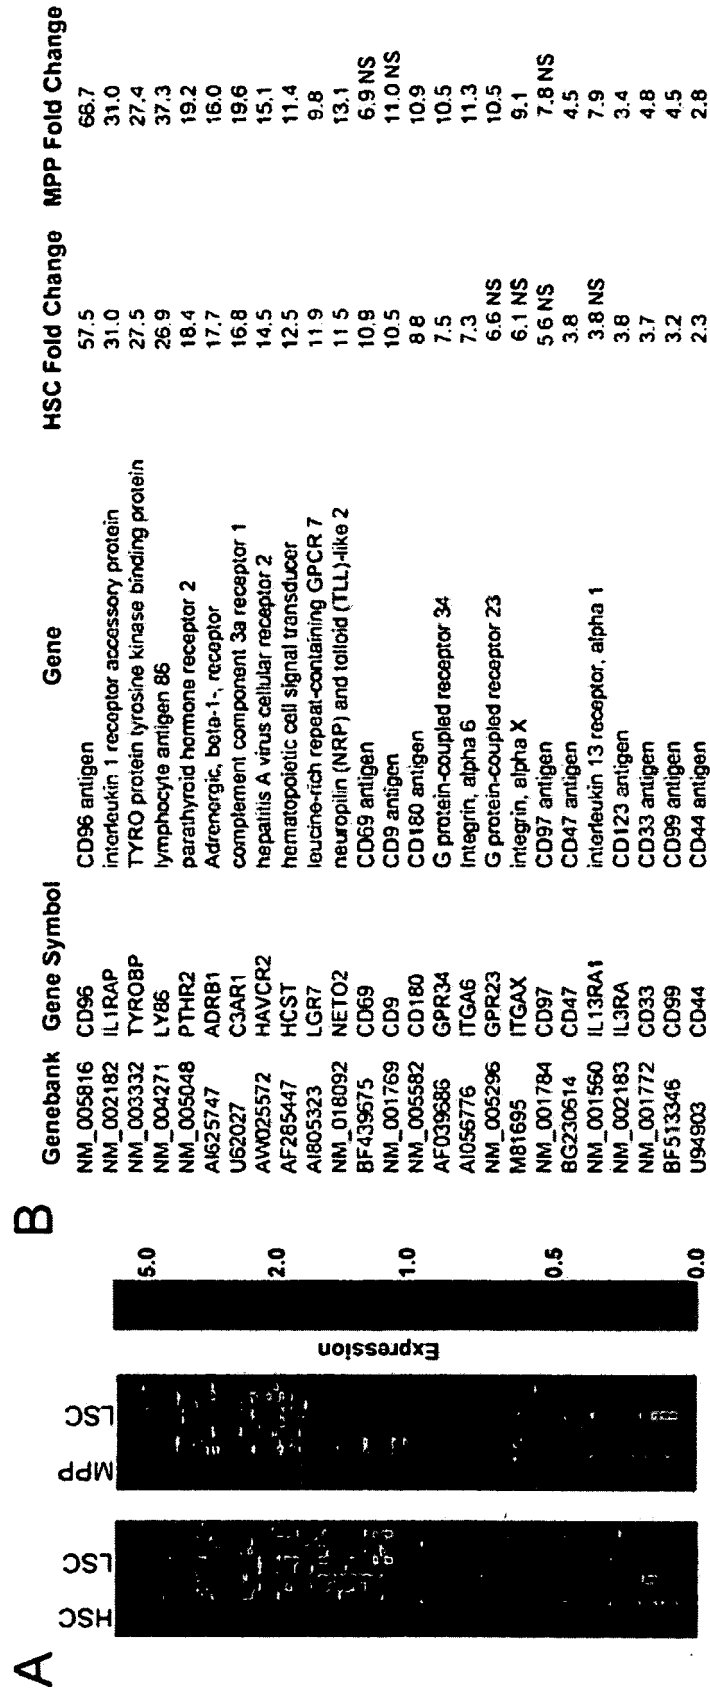 A
HSC LSC
MPP LSC
Expression
5.0
2.0
1.0
0.5
0.0
B
Genebank Gene Symbol Gene HSC Fold Change MPP Fold Change
NM_005816 CD96 CD96 antigen 57.5 66.7
NM_002182 IL1RAP interleukin 1 receptor accessory protein 31.0 31.0
NM_003332 TYROBP TYRO protein tyrosine kinase binding protein 27.5 27.4
NM_004271 LY86 lymphocyte antigen 86 26.9 37.3
NM_005048 PTHR2 parathyroid hormone receptor 2 18.4 19.2
AI625747 ADRB1 Adrenergic, beta-1-, receptor 17.7 16.0
U62027 C3AR1 complement component 3a receptor 1 16.8 19.6
AW025572 HAVCR2 hepatitis A virus cellular receptor 2 14.5 15.1
AF285447 HCST hematopoietic cell signal transducer 12.5 11.4
AI805323 LGR7 leucine-rich repeat-containing GPCR 7 11.9 9.8
NM_018092 NETO2 neuropilin (NRP) and tolloid (TLL)-like 2 11 5 13.1
BF439675 CD69 CD69 antigen 10.9 6.9 NS
NM_001769 CD9 CD9 antigen 10.5 11.0 NS
NM_005582 CD180 CD180 antigen 8 8 10.9
AF039686 GPR34 G protein-coupled receptor 34 7.5 10.5
AI056776 ITGA6 Integrin, alpha 6 7.3 11.3
NM_005296 GPR23 G protein-coupled receptor 23 6.6 NS 10.5
M81695 ITGAX integrin, alpha X 6.1 NS 9.1
NM_001784 CD97 CD97 antigen 5 6 NS 7.8 NS
BG230614 CD47 CD47 antigen 3.8 4.5
NM_001560 IL13RA1 interleukin 13 receptor, alpha 1 3.8 NS 7.9
NM_002183 IL3RA CD123 antigen 3.8 3.4
NM_001772 CD33 CD33 antigen 3.7 4.8
BF513346 CD99 CD99 antigen 3.2 4.5
U94903 CD44 CD44 antigen 2.3 2.8